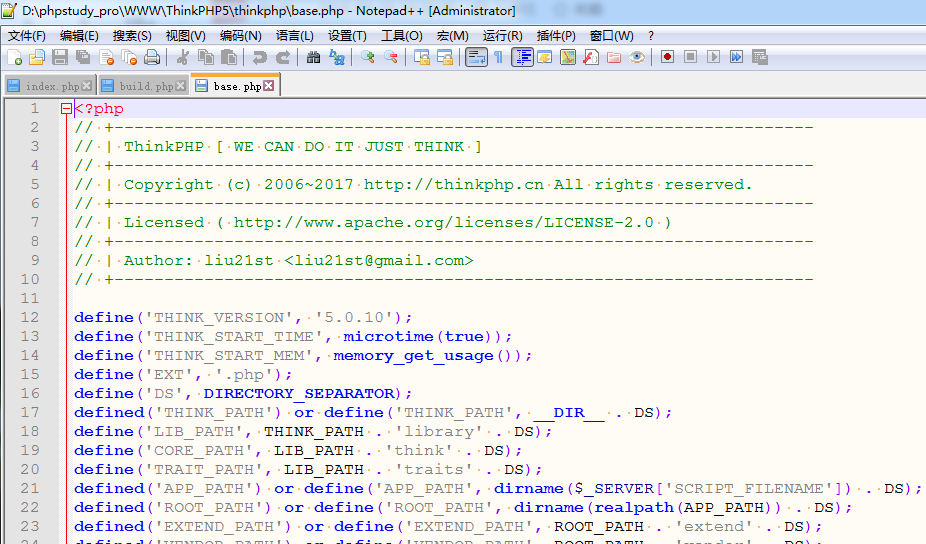 D:\phpstudy_pro\WWW\ThinkPHP5\thinkphp\base.php - Notepad++ [Administrator]
文件(F) 编辑(E) 搜索(S) 视图(V) 编码(N) 语言(L) 设置(T) 工具(O) 宏(M) 运行(R) 插件(P) 窗口(W) ?
index.php build.php base.php
1 <?php
2 // +----------------------------------------------------------------------
3 // | ThinkPHP [ WE CAN DO IT JUST THINK ]
4 // +----------------------------------------------------------------------
5 // | Copyright (c) 2006~2017 http://thinkphp.cn All rights reserved.
6 // +----------------------------------------------------------------------
7 // | Licensed ( http://www.apache.org/licenses/LICENSE-2.0 )
8 // +----------------------------------------------------------------------
9 // | Author: liu21st <liu21st@gmail.com>
10 // +----------------------------------------------------------------------
11
12 define('THINK_VERSION', '5.0.10');
13 define('THINK_START_TIME', microtime(true));
14 define('THINK_START_MEM', memory_get_usage());
15 define('EXT', '.php');
16 define('DS', DIRECTORY_SEPARATOR);
17 defined('THINK_PATH') or define('THINK_PATH', __DIR__ . DS);
18 define('LIB_PATH', THINK_PATH . 'library' . DS);
19 define('CORE_PATH', LIB_PATH . 'think' . DS);
20 define('TRAIT_PATH', LIB_PATH . 'traits' . DS);
21 defined('APP_PATH') or define('APP_PATH', dirname($_SERVER['SCRIPT_FILENAME']) . DS);
22 defined('ROOT_PATH') or define('ROOT_PATH', dirname(realpath(APP_PATH)) . DS);
23 defined('EXTEND_PATH') or define('EXTEND_PATH', ROOT_PATH . 'extend' . DS);